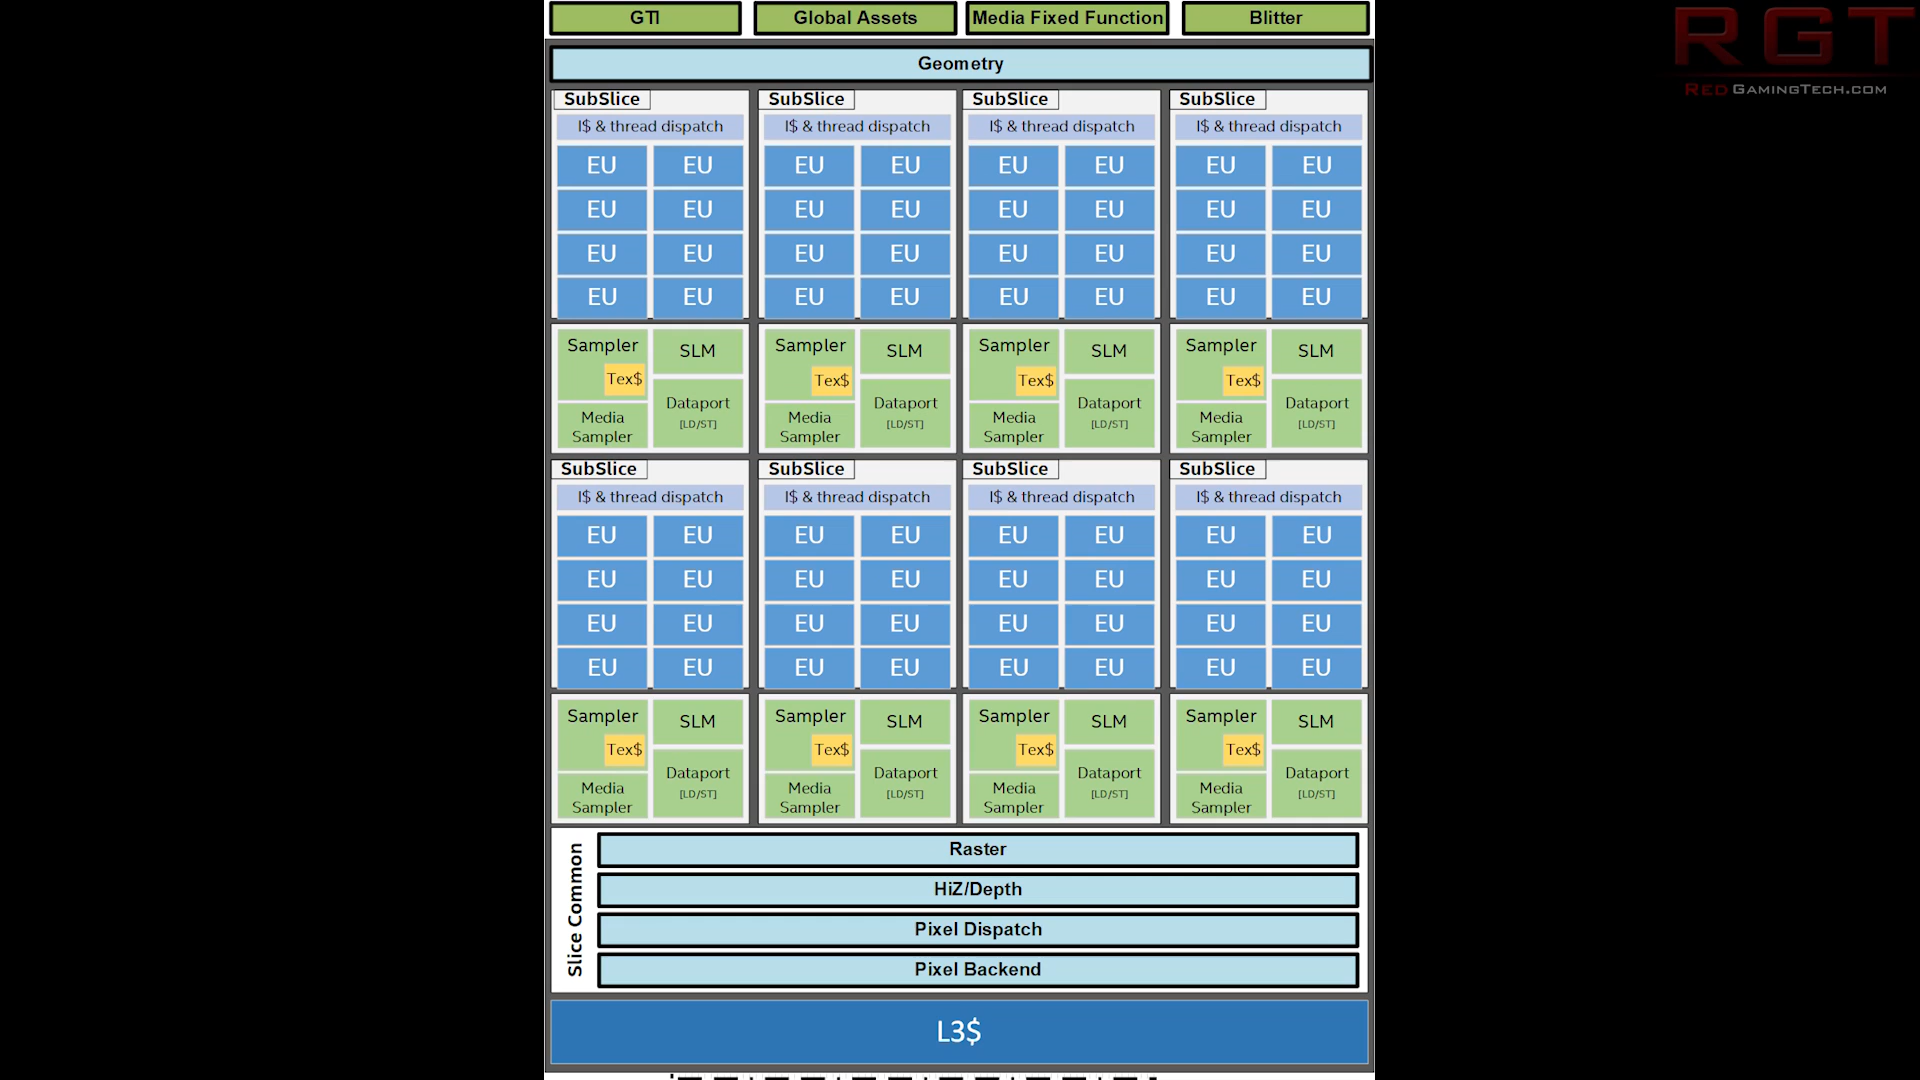 GTI Global Assets Media Fixed Function Blitter
RGT
RedGamingTech.com
Geometry
SubSlice SubSlice SubSlice SubSlice
I$ & thread dispatch I$ & thread dispatch I$ & thread dispatch I$ & thread dispatch
EU EU EU EU EU EU EU EU
EU EU EU EU EU EU EU EU
EU EU EU EU EU EU EU EU
EU EU EU EU EU EU EU EU
Sampler SLM Sampler SLM Sampler SLM Sampler SLM
Tex$ Tex$ Tex$ Tex$
Dataport Dataport Dataport Dataport
Media [LD/ST] Media [LD/ST] Media [LD/ST] Media [LD/ST]
Sampler Sampler Sampler Sampler
SubSlice SubSlice SubSlice SubSlice
I$ & thread dispatch I$ & thread dispatch I$ & thread dispatch I$ & thread dispatch
EU EU EU EU EU EU EU EU
EU EU EU EU EU EU EU EU
EU EU EU EU EU EU EU EU
EU EU EU EU EU EU EU EU
Sampler SLM Sampler SLM Sampler SLM Sampler SLM
Tex$ Tex$ Tex$ Tex$
Dataport Dataport Dataport Dataport
Media [LD/ST] Media [LD/ST] Media [LD/ST] Media [LD/ST]
Sampler Sampler Sampler Sampler
Slice Common
Raster
HiZ/Depth
Pixel Dispatch
Pixel Backend
L3$